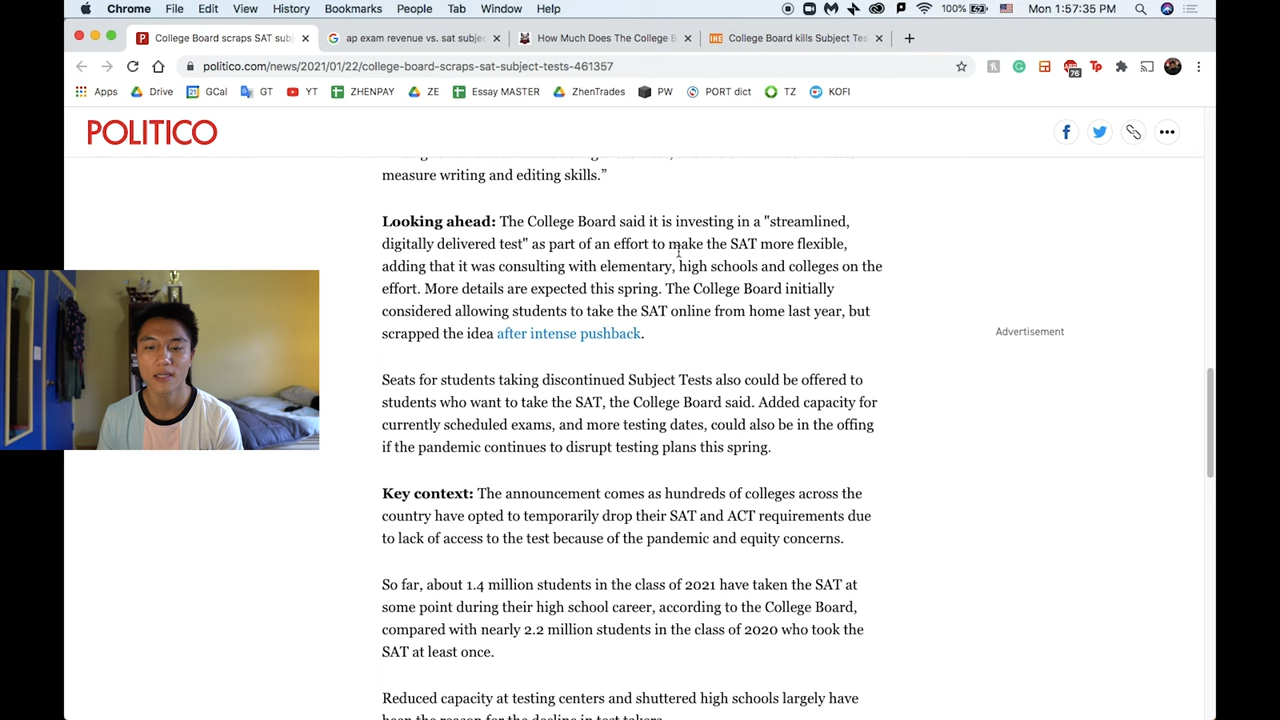 Chrome File Edit View History Bookmarks People Tab Window Help 100% Mon 1:57:35 PM
College Board scraps SAT sub ap exam revenue vs. sat subje How Much Does The College B College Board kills Subject Tes
politico.com/news/2021/01/22/college-board-scraps-sat-subject-tests-461357 76 Tp
Apps Drive GCal GT YT ZHENPAY ZE Essay MASTER ZhenTrades PW PORT dict TZ KOFI
POLITICO
measure writing and editing skills.”
Looking ahead: The College Board said it is investing in a "streamlined,
digitally delivered test" as part of an effort to make the SAT more flexible,
adding that it was consulting with elementary, high schools and colleges on the
effort. More details are expected this spring. The College Board initially
considered allowing students to take the SAT online from home last year, but
scrapped the idea after intense pushback.
Advertisement
Seats for students taking discontinued Subject Tests also could be offered to
students who want to take the SAT, the College Board said. Added capacity for
currently scheduled exams, and more testing dates, could also be in the offing
if the pandemic continues to disrupt testing plans this spring.
Key context: The announcement comes as hundreds of colleges across the
country have opted to temporarily drop their SAT and ACT requirements due
to lack of access to the test because of the pandemic and equity concerns.
So far, about 1.4 million students in the class of 2021 have taken the SAT at
some point during their high school career, according to the College Board,
compared with nearly 2.2 million students in the class of 2020 who took the
SAT at least once.
Reduced capacity at testing centers and shuttered high schools largely have
been the reason for the decline in test takers.